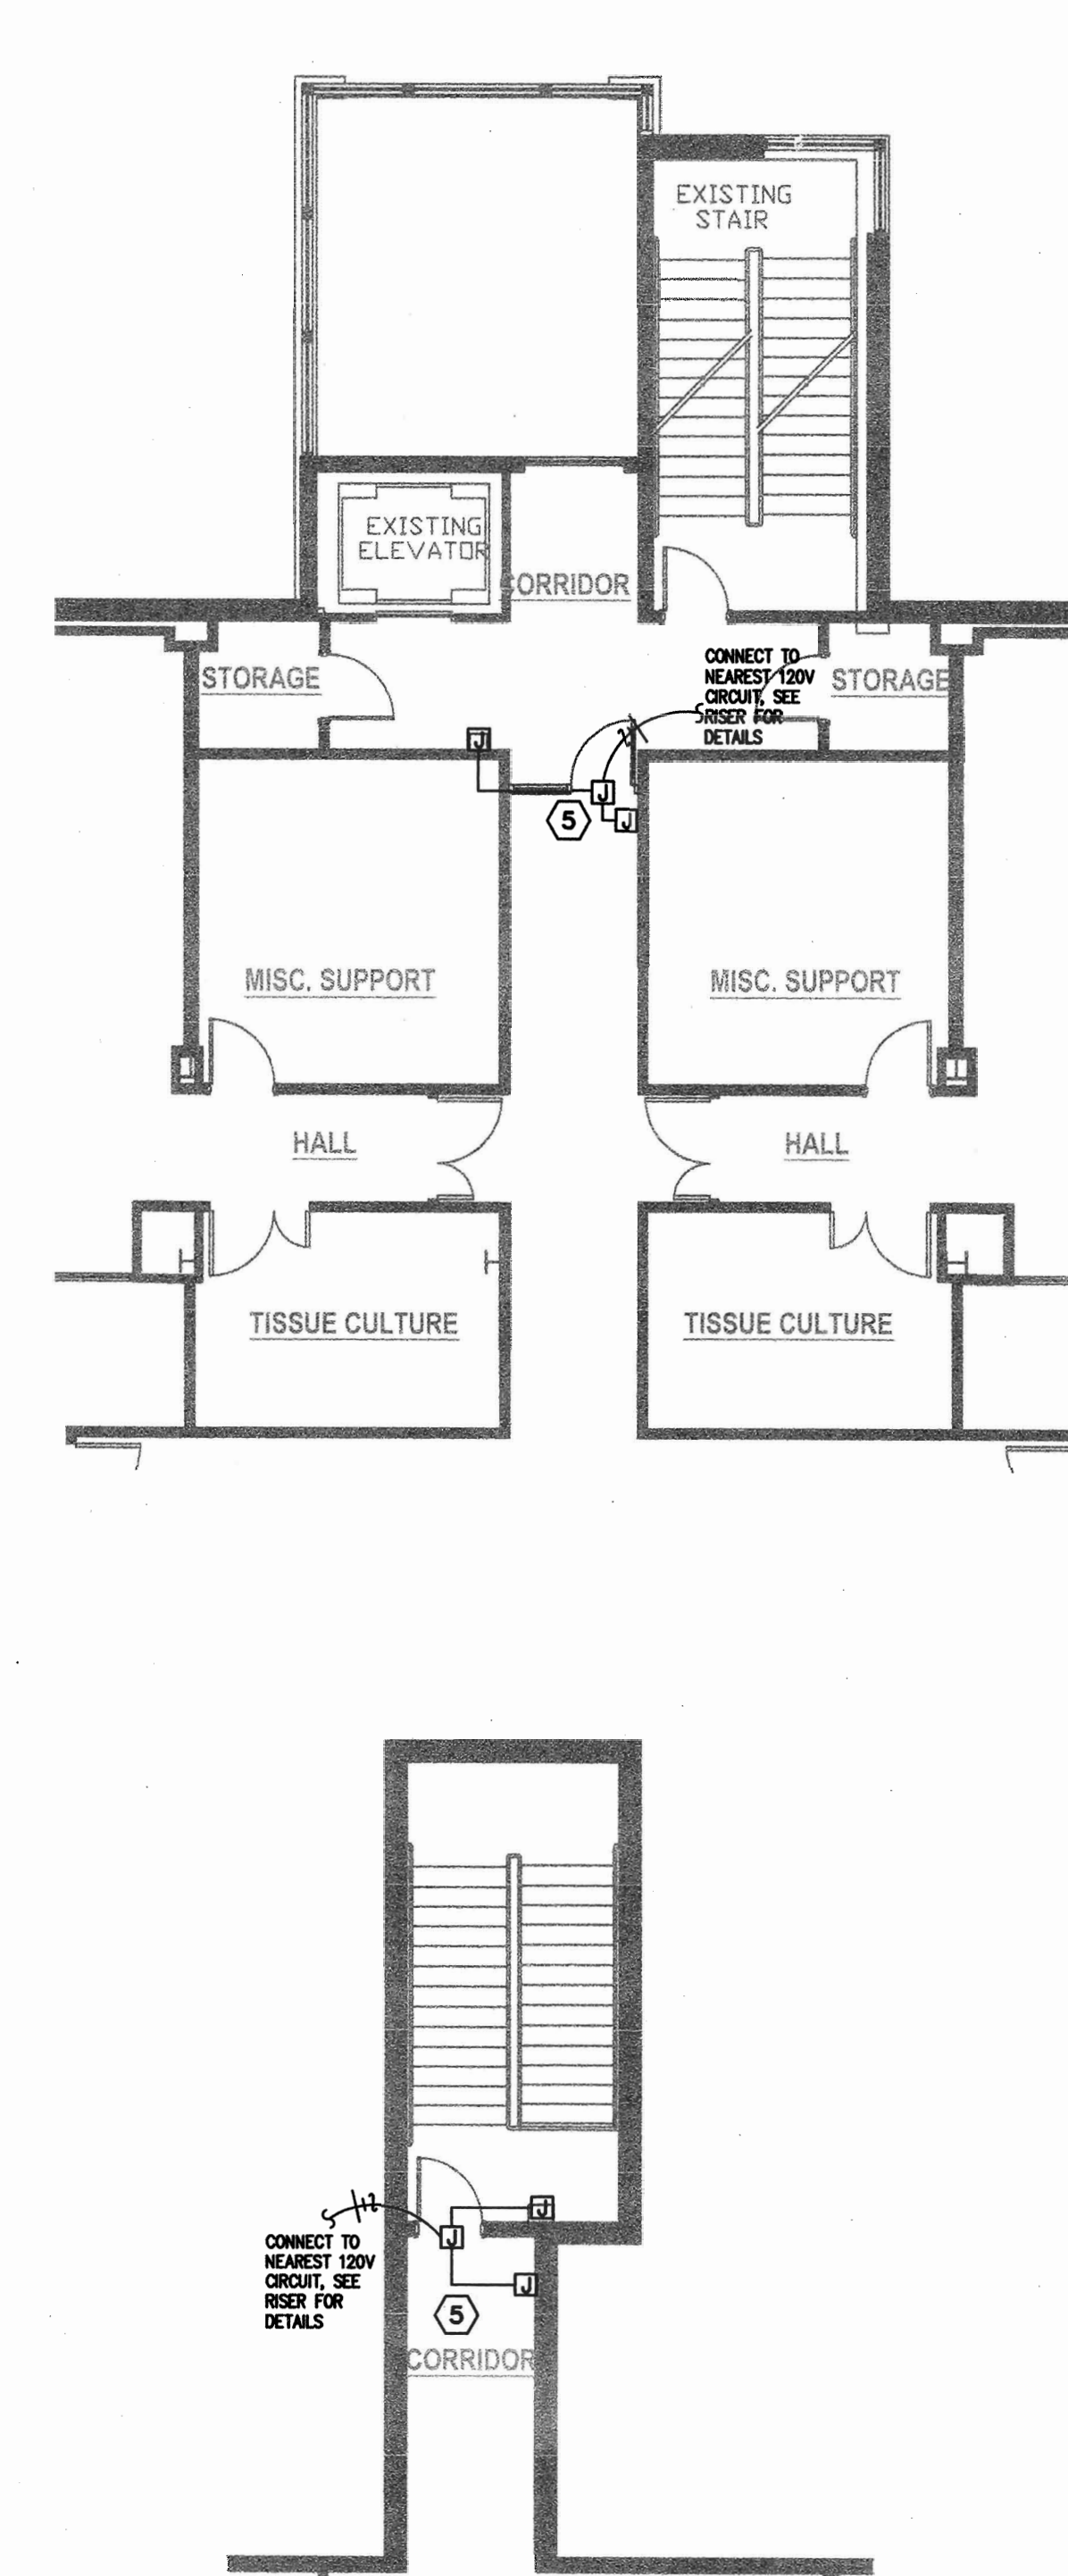 EXISTING
STAIR
EXISTING
ELEVATOR
CORRIDOR
STORAGE
CONNECT TO
NEAREST 120V
CIRCUIT, SEE
RISER FOR
DETAILS
STORAGE
J
J
5
J
MISC. SUPPORT
MISC. SUPPORT
HALL
HALL
TISSUE CULTURE
TISSUE CULTURE
12
J
J
CONNECT TO
NEAREST 120V
CIRCUIT, SEE
RISER FOR
DETAILS
J
5
CORRIDOR